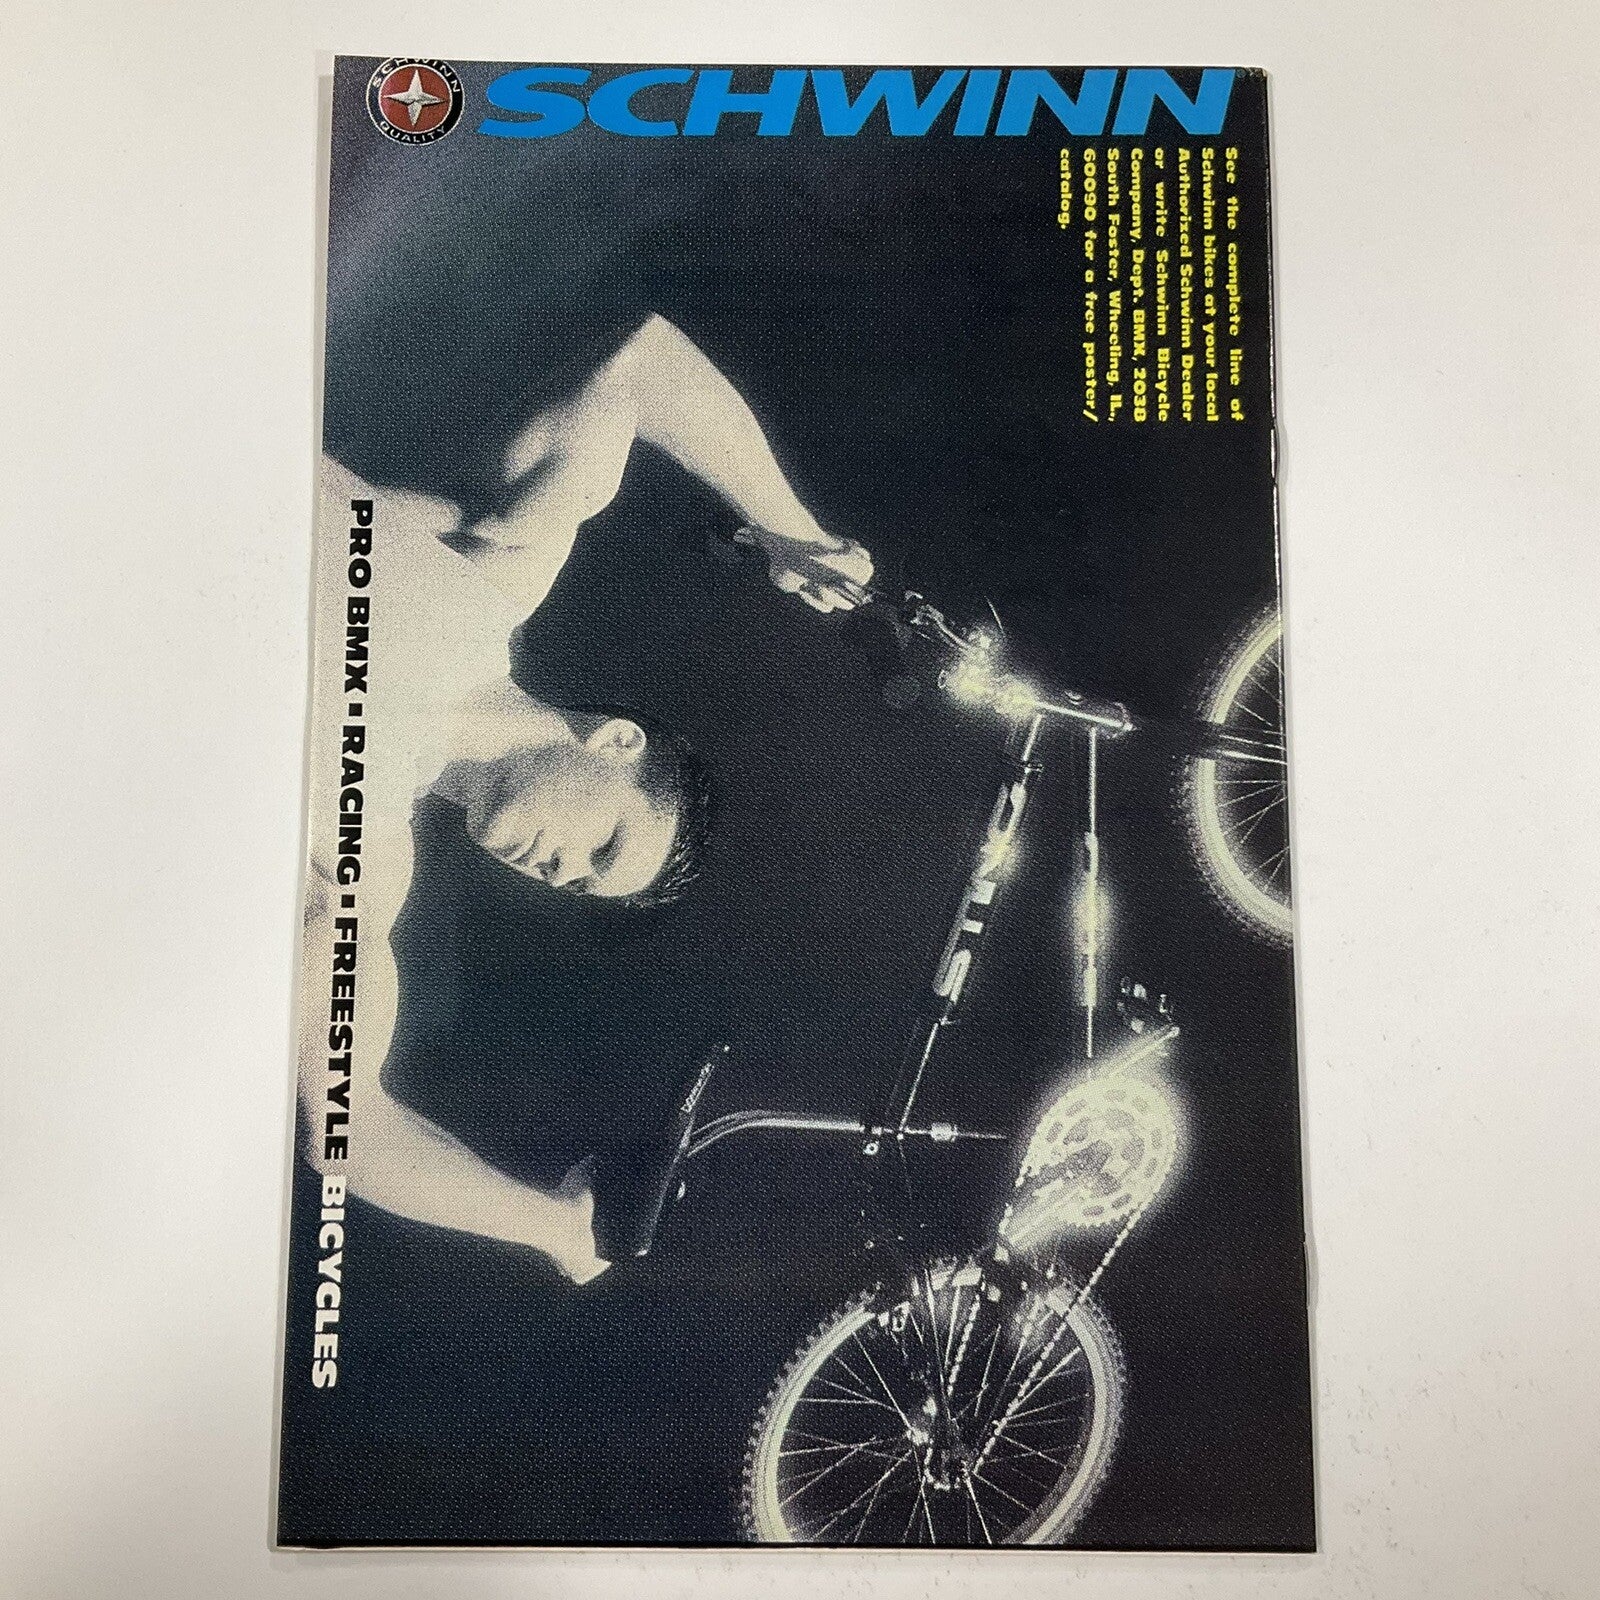 SCHWINN
QUALITY
SCHWINN
See the complete line of
Schwinn bikes at your local
Authorized Schwinn Dealer
or write Schwinn Bicycle
Company, Dept. BMX, 2038
South Foster, Wheeling, IL,
60090 for a free poster/
catalog.
PRO BMX ▪ RACING ▪ FREESTYLE BICYCLES